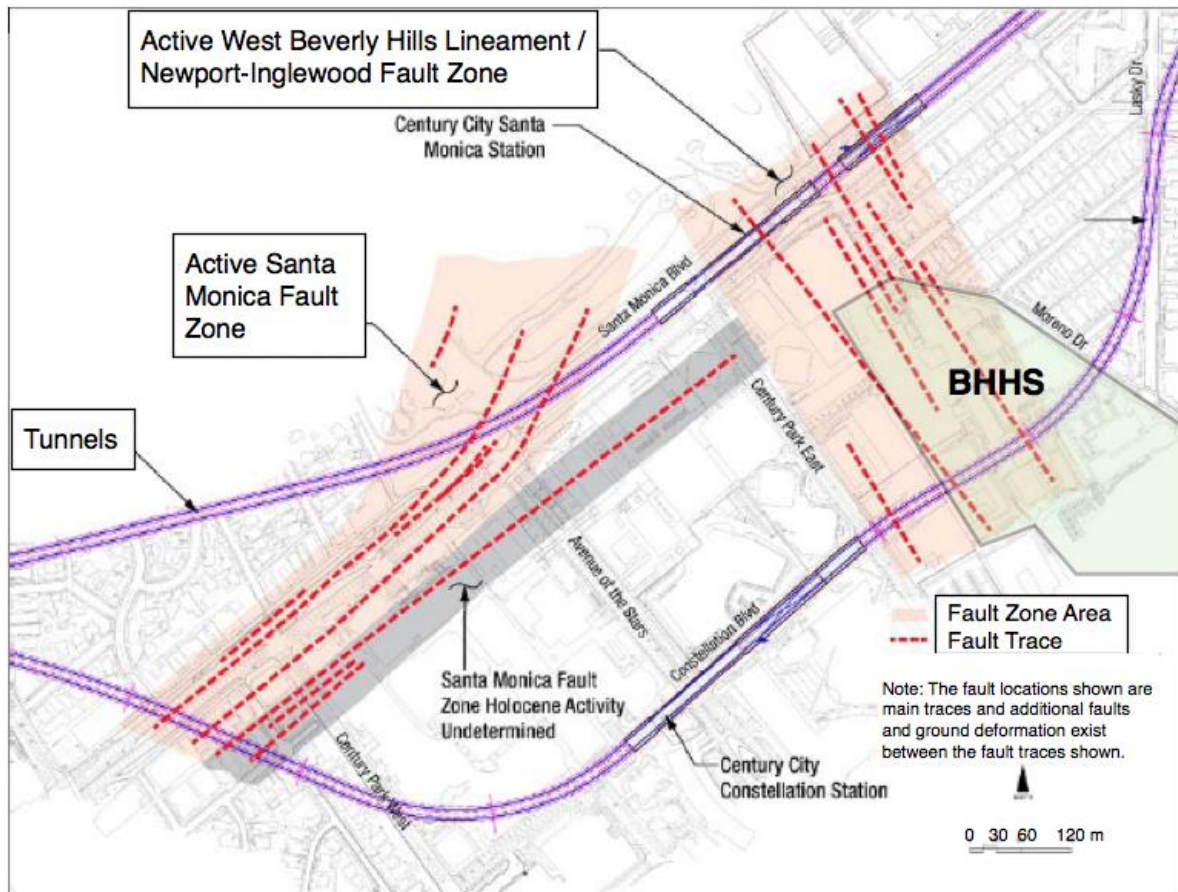 Active West Beverly Hills Lineament /
Newport-Inglewood Fault Zone
Century City Santa
Monica Station
Lasky Dr
Active Santa
Monica Fault
Zone
Santa Monica Blvd
Moreno Dr
BHHS
Century Park East
Tunnels
Avenue of the Stars
Constellation Blvd
Fault Zone Area
Fault Trace
Santa Monica Fault
Zone Holocene Activity
Undetermined
Note: The fault locations shown are
main traces and additional faults
and ground deformation exist
between the fault traces shown.
Century Park West
Century City
Constellation Station
0 30 60 120 m